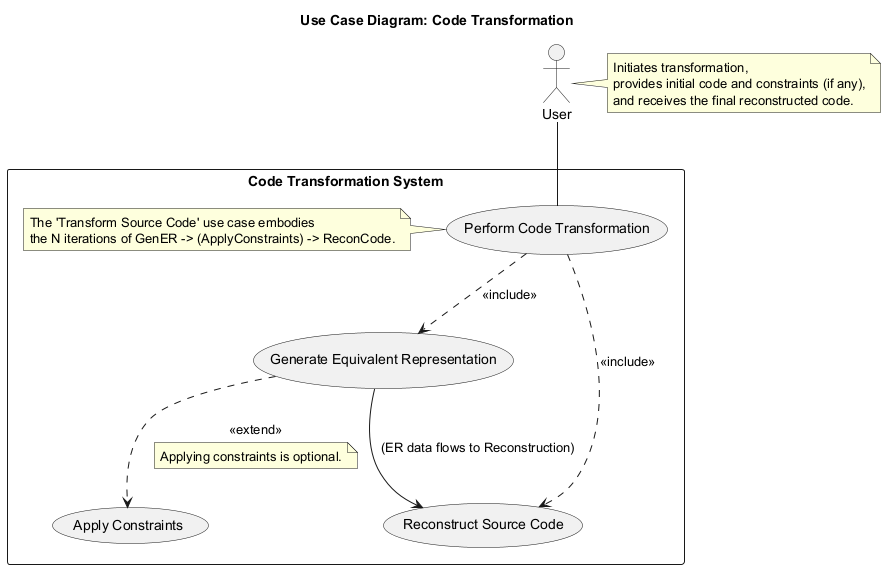 Use Case Diagram: Code Transformation
Initiates transformation,
provides initial code and constraints (if any),
and receives the final reconstructed code.
User
Code Transformation System
The 'Transform Source Code' use case embodies
the N iterations of GenER -> (ApplyConstraints) -> ReconCode.
Perform Code Transformation
«include»
Generate Equivalent Representation
«include»
«extend»
(ER data flows to Reconstruction)
Applying constraints is optional.
Apply Constraints
Reconstruct Source Code